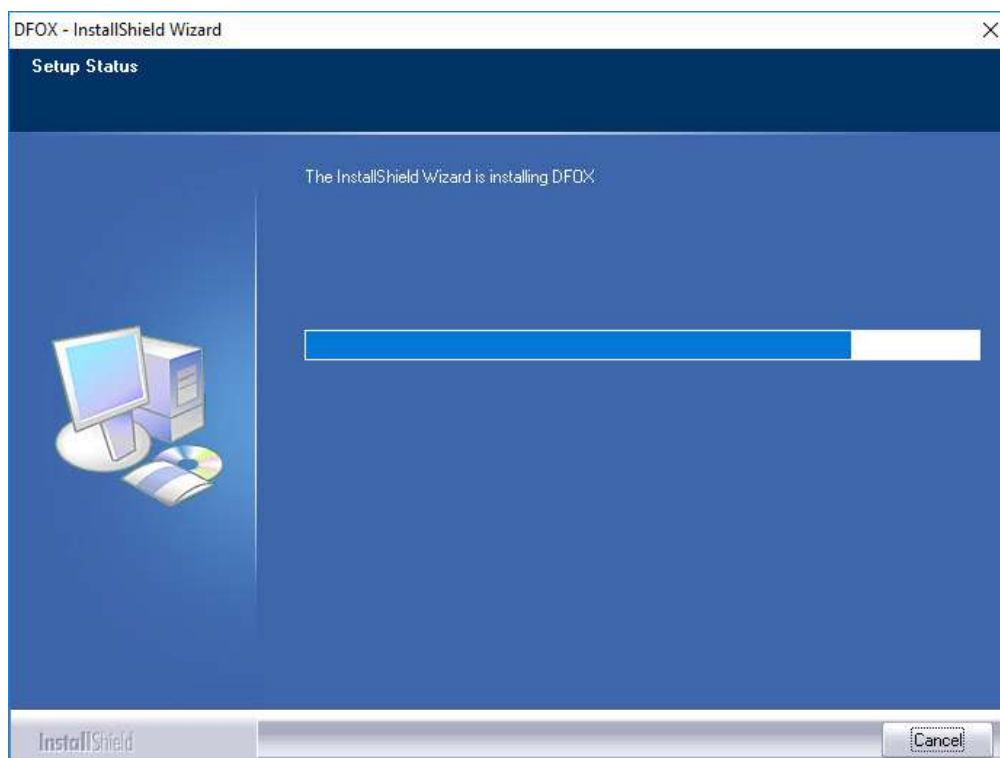 DFOX - InstallShield Wizard
Setup Status
The InstallShield Wizard is installing DFOX
InstallShield
Cancel